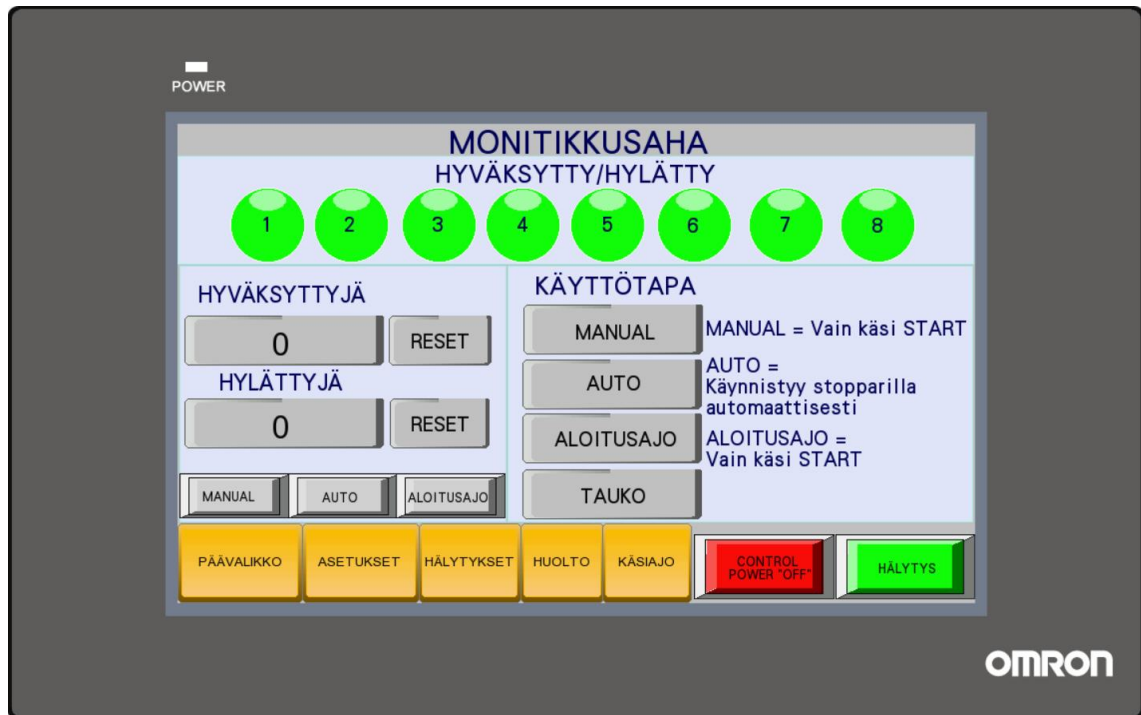 POWER
MONITIKKUSAHA
HYVÄKSYTTY/HYLÄTTY
1 2 3 4 5 6 7 8
HYVÄKSYTTYJÄ
0 RESET
HYLÄTTYJÄ
0 RESET
MANUAL AUTO ALOITUSAJO
KÄYTTÖTAPA
MANUAL
MANUAL = Vain käsi START
AUTO
AUTO =
Käynnistyy stopparilla
automaattisesti
ALOITUSAJO
ALOITUSAJO =
Vain käsi START
TAUKO
PÄÄVALIKKO ASETUKSET HÄLYTYKSET HUOLTO KÄSIAJO
CONTROL
POWER "OFF"
HÄLYTYS
OMRON